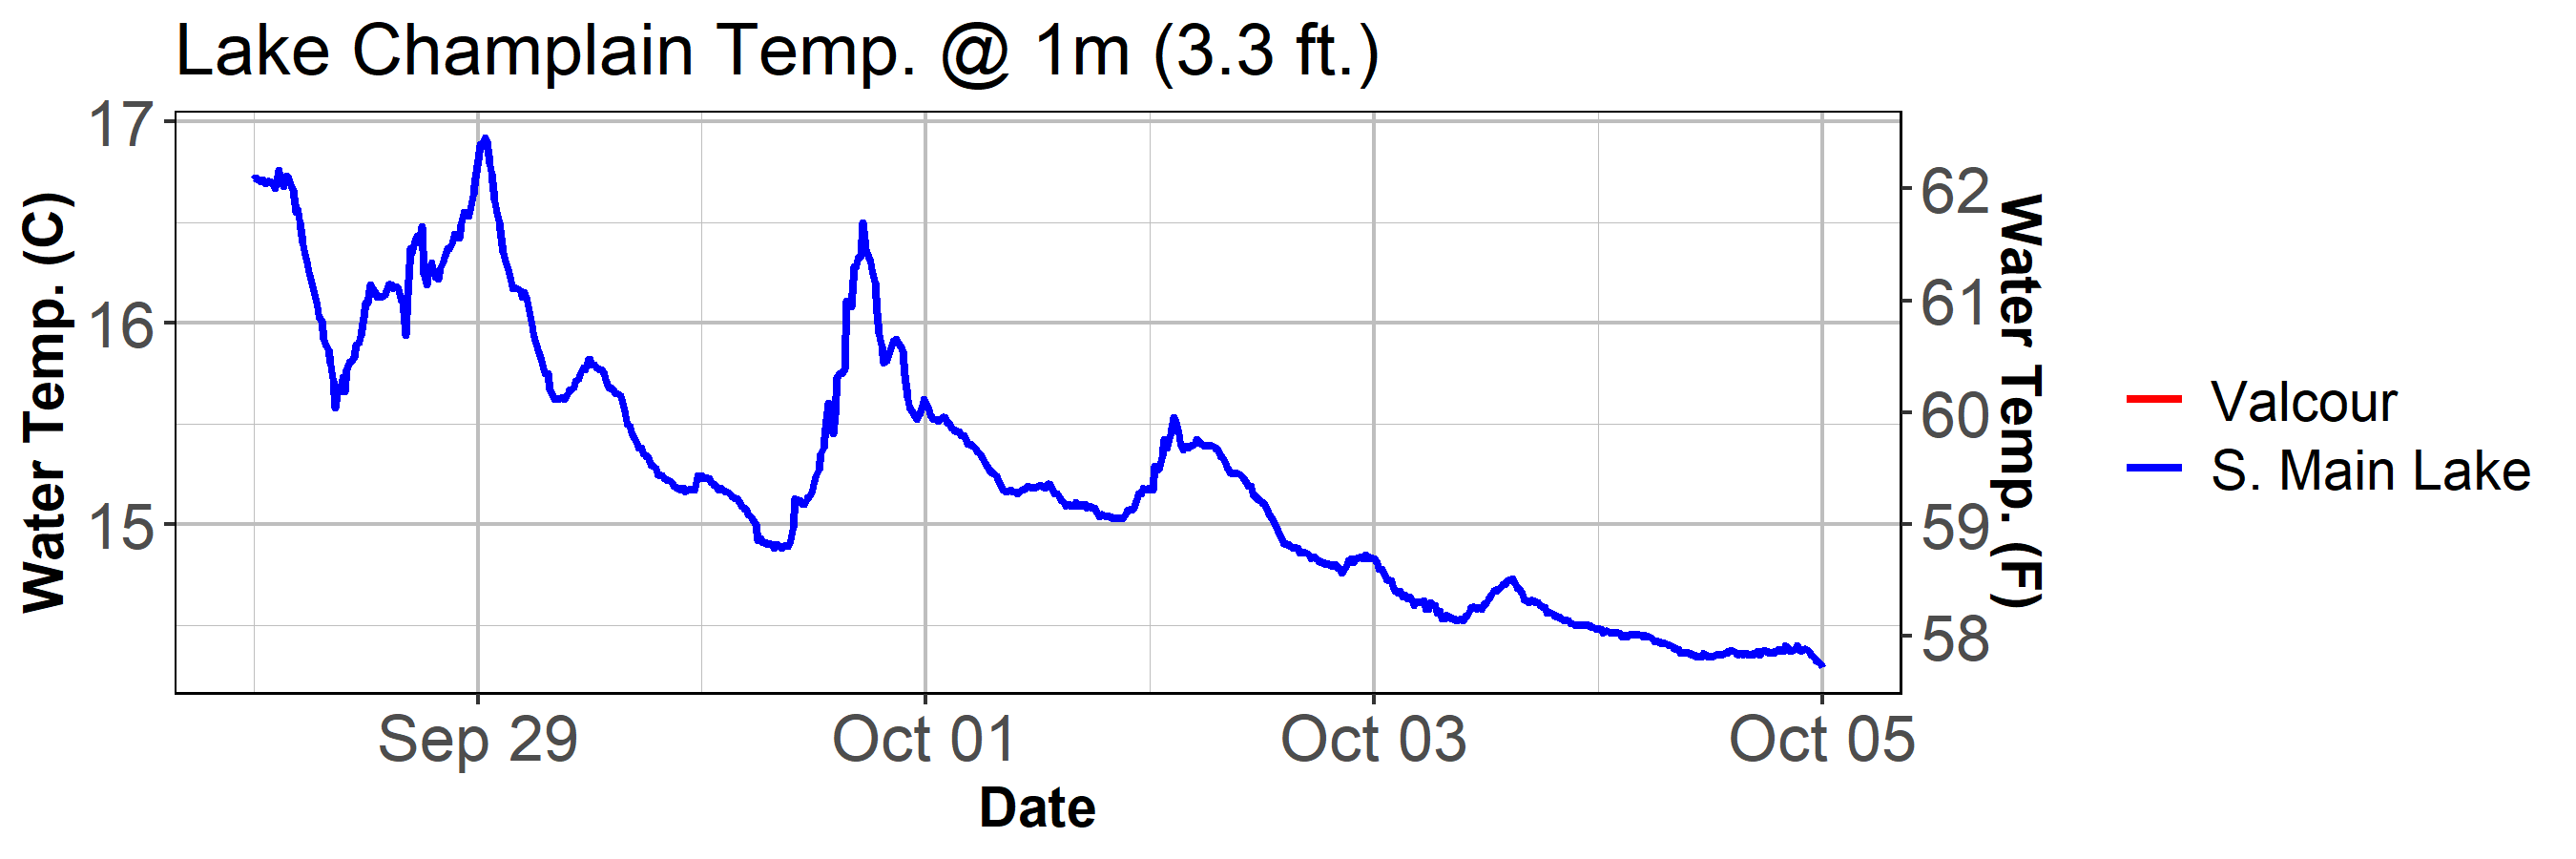 Lake Champlain Temp. @ 1m (3.3 ft.)
Water Temp. (C)
17
16
15
62
61
60
59
58
Water Temp. (F)
Valcour
S. Main Lake
Sep 29
Oct 01
Oct 03
Oct 05
Date